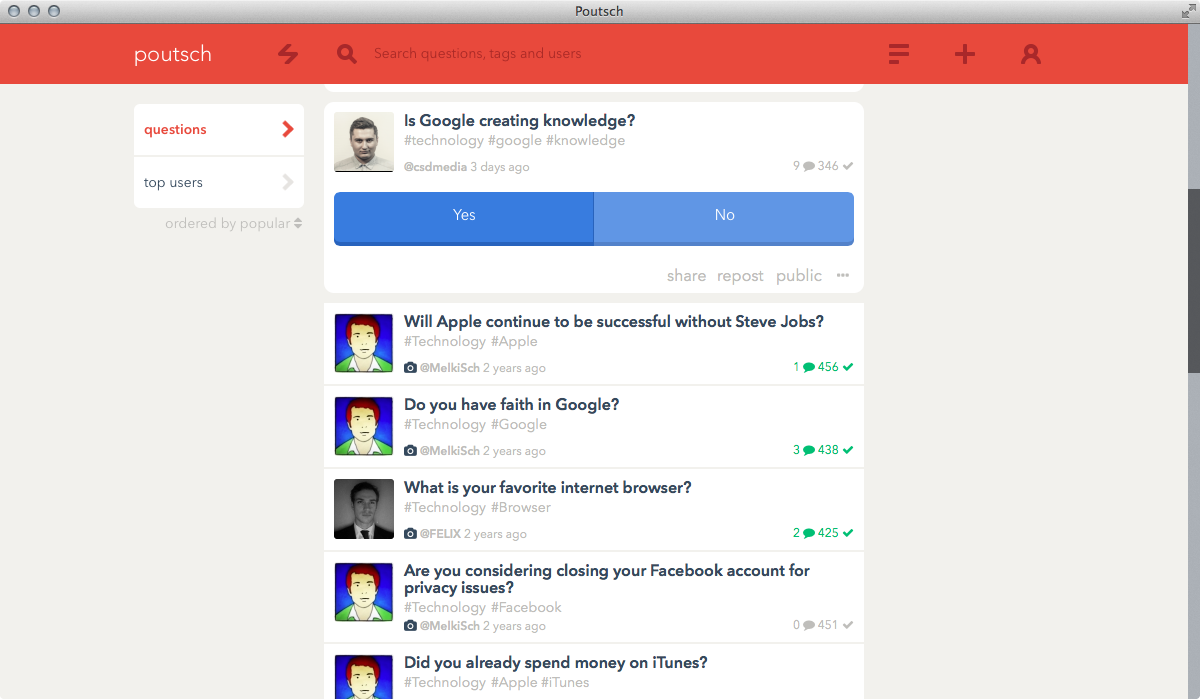 Poutsch
poutsch
Search questions, tags and users
questions
top users
ordered by popular
Is Google creating knowledge?
#technology #google #knowledge
@csdmedia 3 days ago
9 346
Yes
No
share repost public
Will Apple continue to be successful without Steve Jobs?
#Technology #Apple
@MelkiSch 2 years ago
1 456
Do you have faith in Google?
#Technology #Google
@MelkiSch 2 years ago
3 438
What is your favorite internet browser?
#Technology #Browser
@FELIX 2 years ago
2 425
Are you considering closing your Facebook account for
privacy issues?
#Technology #Facebook
@MelkiSch 2 years ago
0 451
Did you already spend money on iTunes?
#Technology #Apple #iTunes